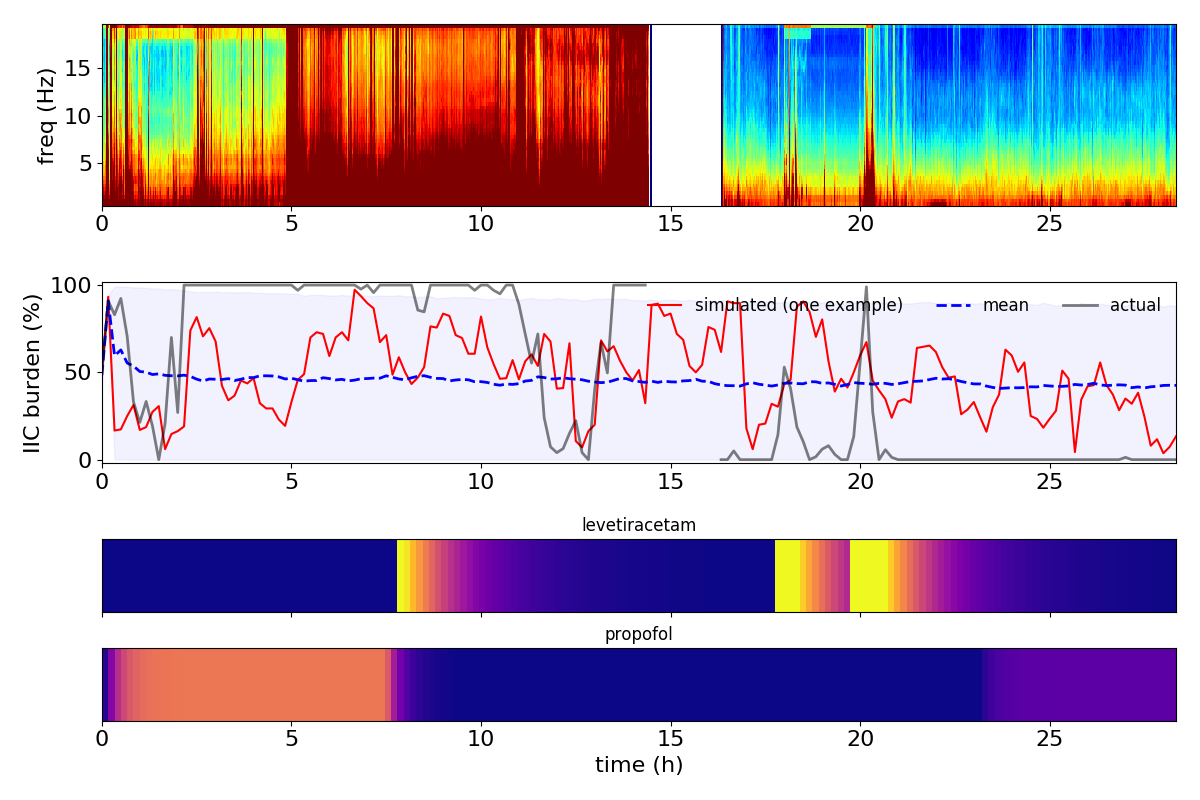 freq (Hz)
15
10
5
0 5 10 15 20 25
IIC burden (%)
100
50
0
simulated (one example) mean actual
0 5 10 15 20 25
levetiracetam
propofol
0 5 10 15 20 25
time (h)